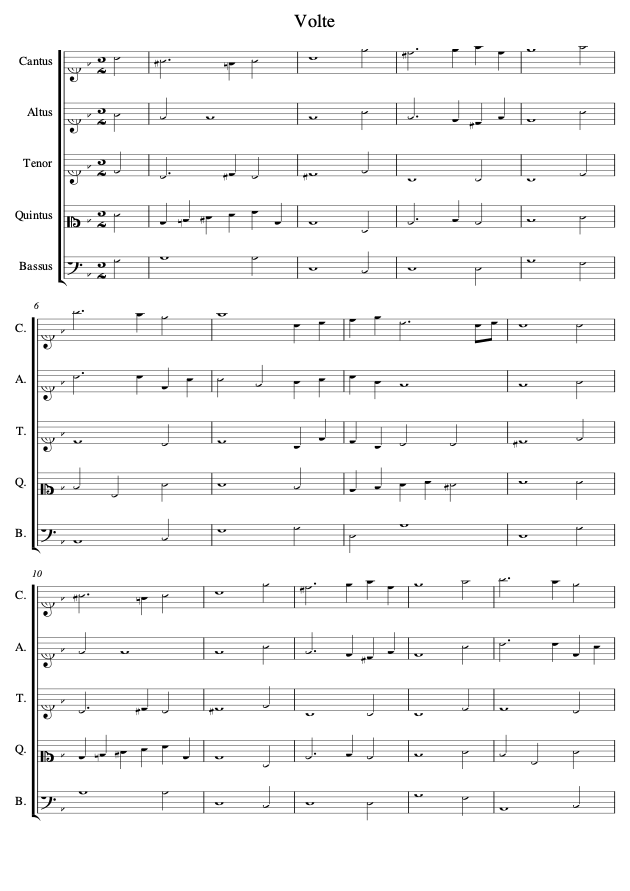 Volte
Cantus
Altus
Tenor
Quintus
Bassus
6
C.
A.
T.
Q.
B.
10
C.
A.
T.
Q.
B.